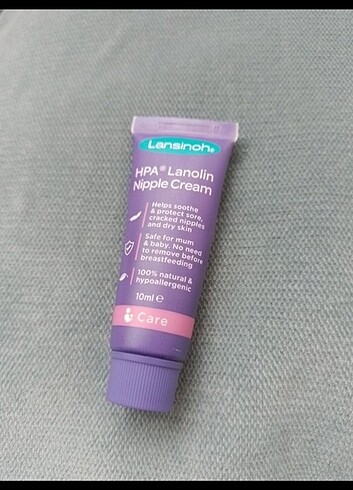 Lansinoh
HPA® Lanolin
Nipple Cream
Helps soothe
& protect sore,
cracked nipples
and dry skin
Safe for mum
& baby. No need
to remove before
breastfeeding
100% natural &
hypoallergenic
10ml e
Care